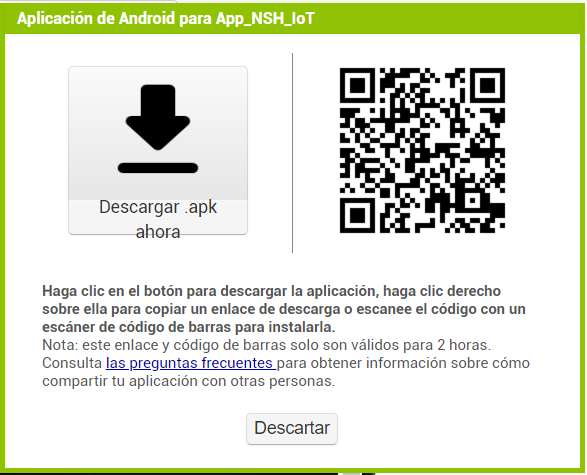 Aplicación de Android para App_NSH_IoT
Descargar .apk
ahora
Haga clic en el botón para descargar la aplicación, haga clic derecho
sobre ella para copiar un enlace de descarga o escanee el código con un
escáner de código de barras para instalarla.
Nota: este enlace y código de barras solo son válidos para 2 horas.
Consulta las preguntas frecuentes para obtener información sobre cómo
compartir tu aplicación con otras personas.
Descartar